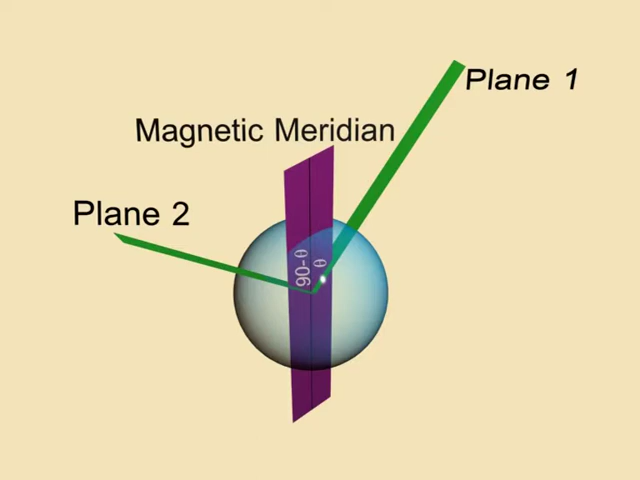 Plane 1
Magnetic Meridian
Plane 2
90-θ
θ